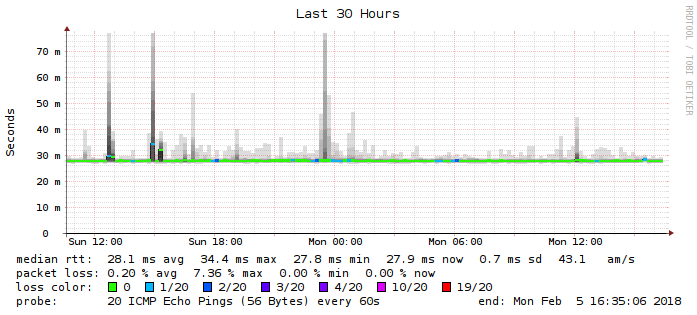 Last 30 Hours
RRDTOOL / TOBI OETIKER
Seconds
70 m
60 m
50 m
40 m
30 m
20 m
10 m
0
Sun 12:00 Sun 18:00 Mon 00:00 Mon 06:00 Mon 12:00
median rtt: 28.1 ms avg 34.4 ms max 27.8 ms min 27.9 ms now 0.7 ms sd 43.1 am/s
packet loss: 0.20 % avg 7.36 % max 0.00 % min 0.00 % now
loss color: 0 1/20 2/20 3/20 4/20 10/20 19/20
probe: 20 ICMP Echo Pings (56 Bytes) every 60s end: Mon Feb 5 16:35:06 2018